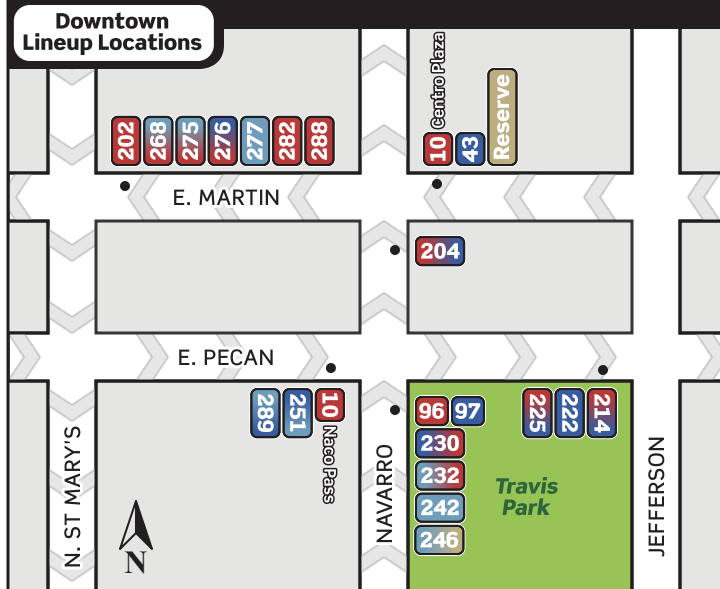 Downtown
Lineup Locations
202
268
275
276
277
282
288
10
Centro Plaza
43
Reserve
E. MARTIN
204
E. PECAN
289
251
10
Naco Pass
96
97
230
232
242
246
225
222
214
Travis
Park
N. ST MARY'S
NAVARRO
JEFFERSON
N